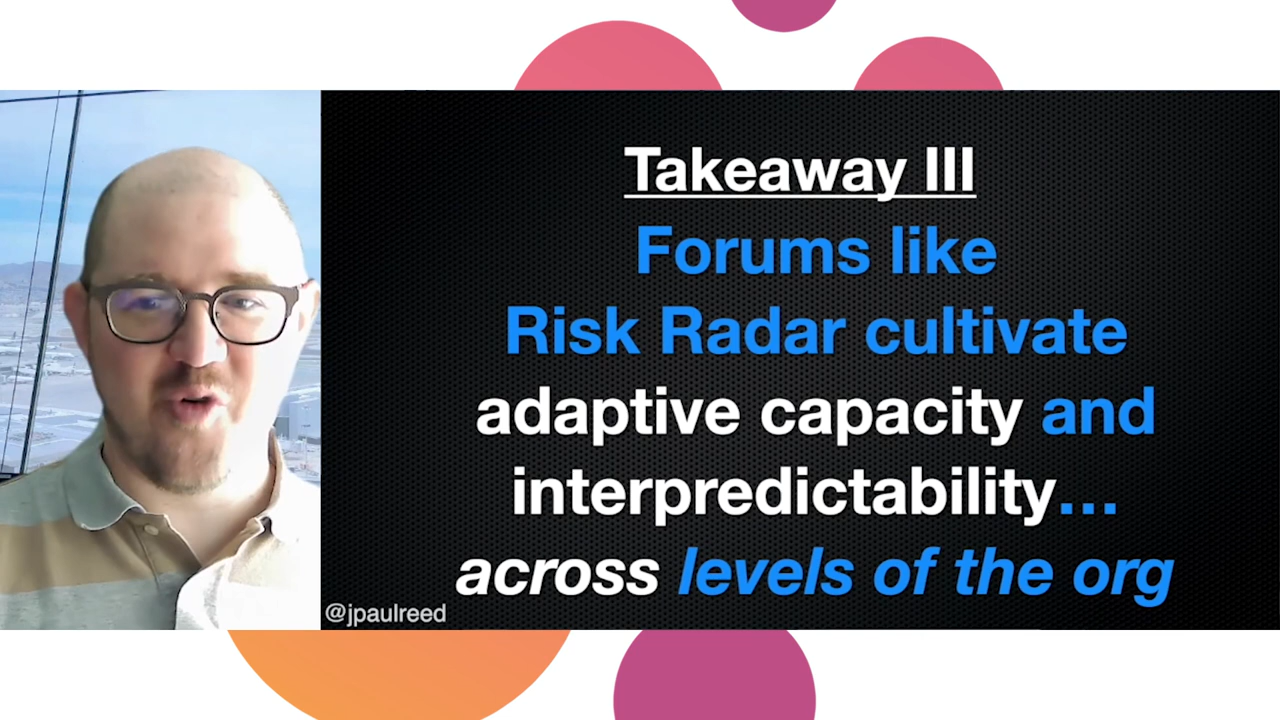 Takeaway III
Forums like
Risk Radar cultivate
adaptive capacity and
interpredictability…
across levels of the org
@jpaulreed